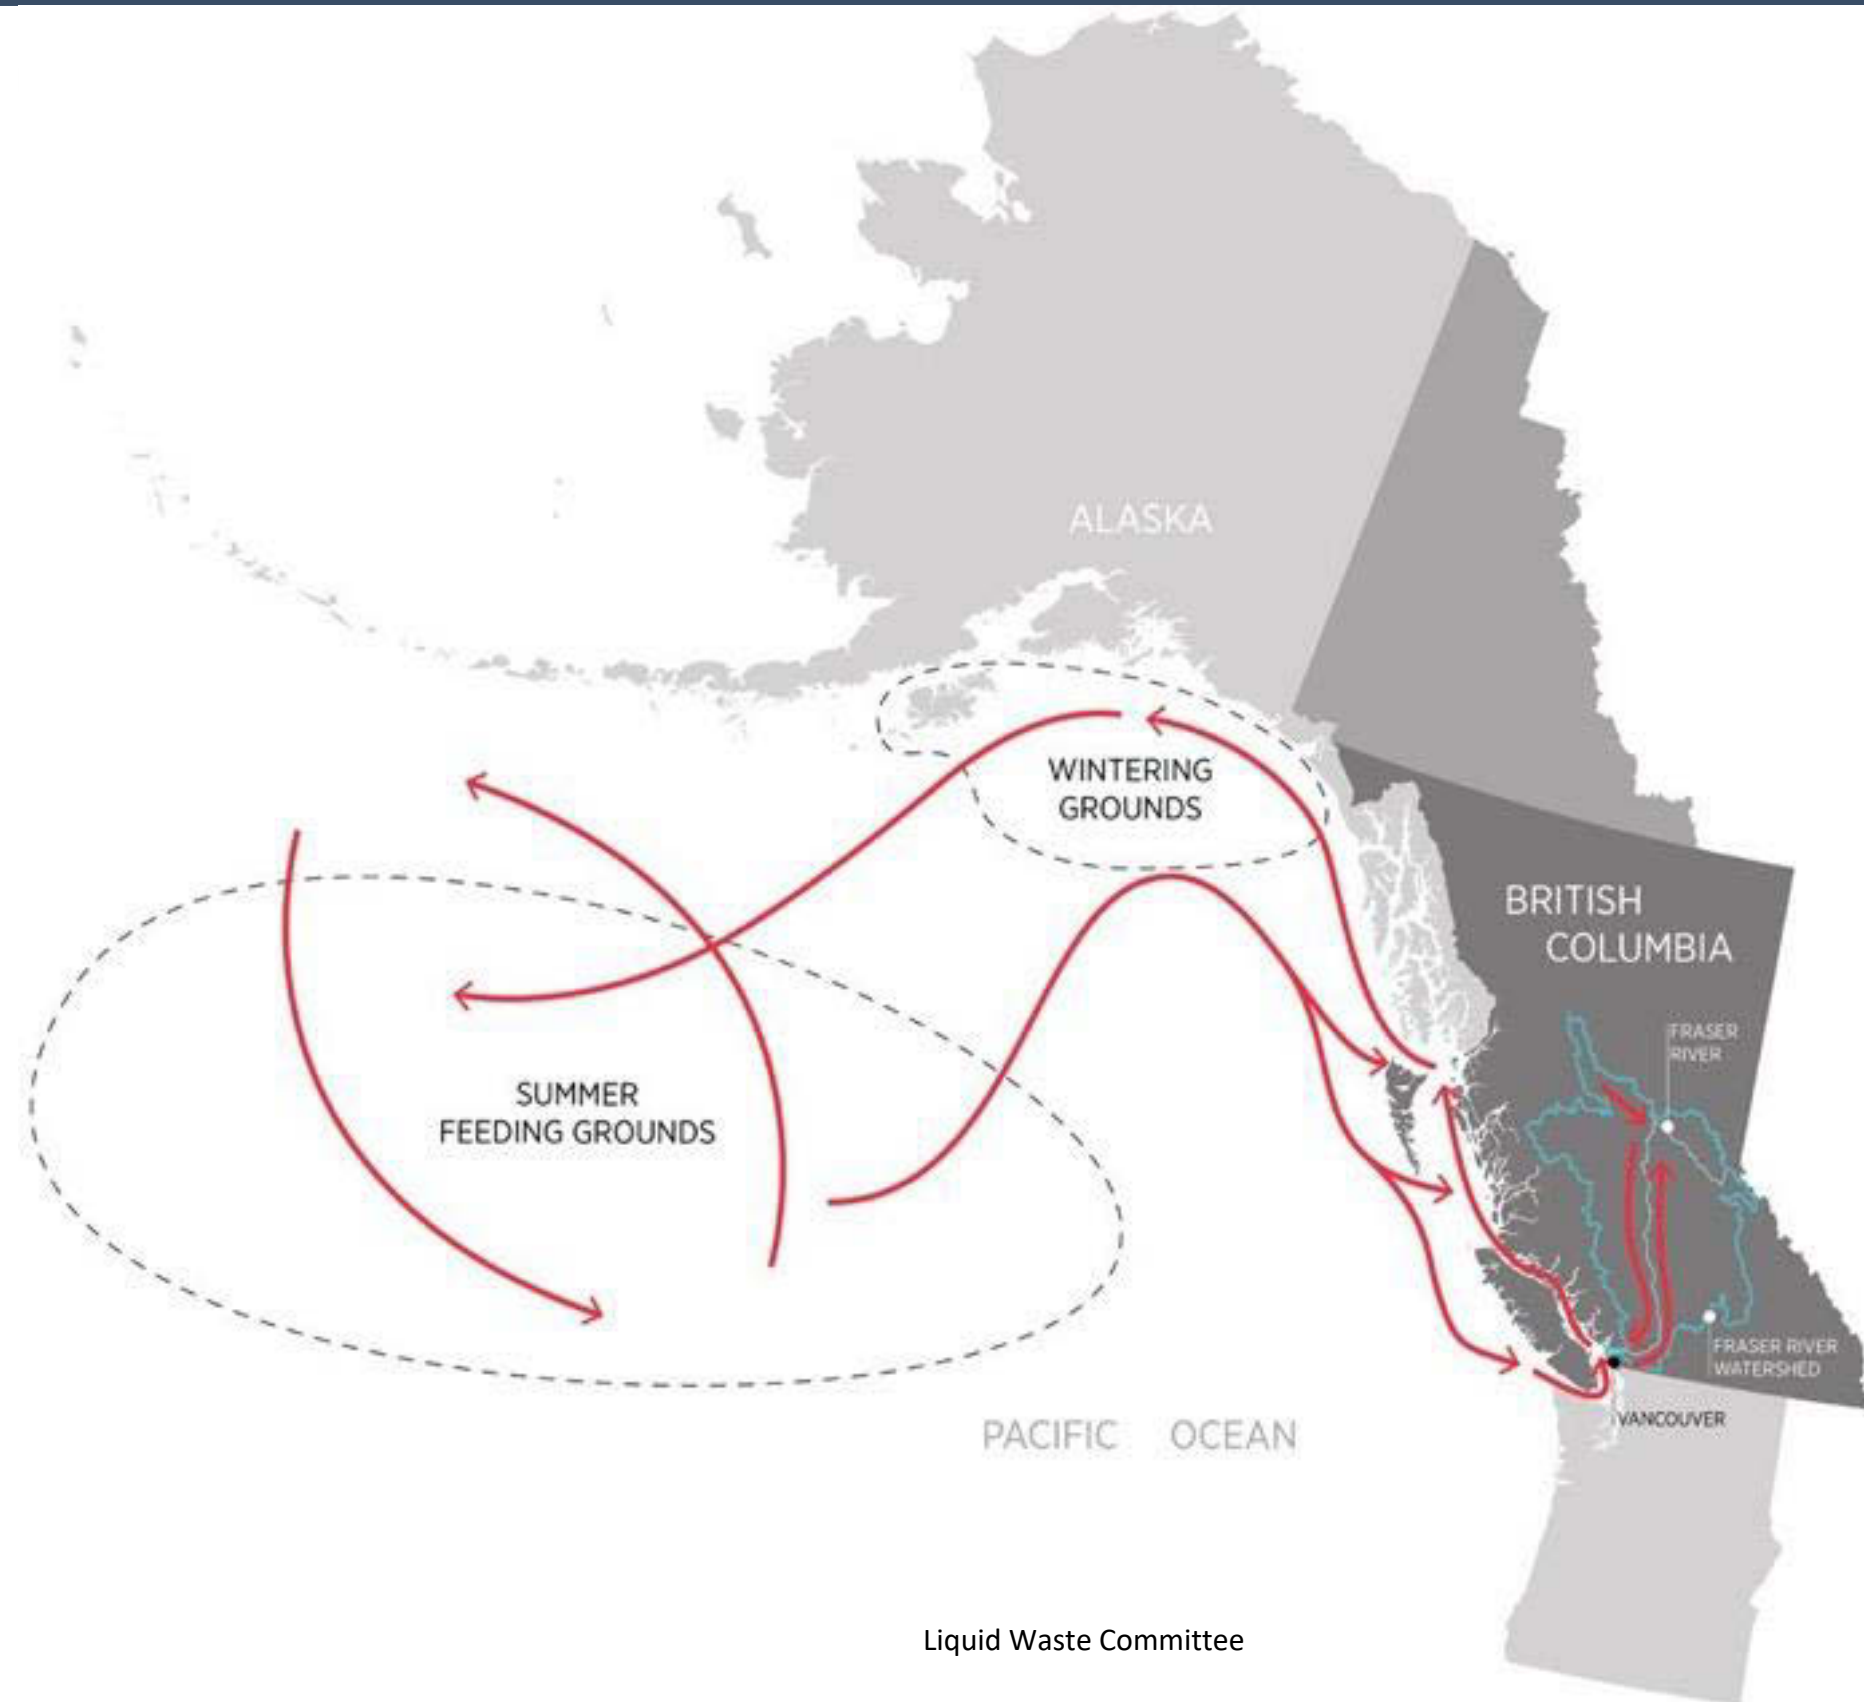 ALASKA
WINTERING
GROUNDS
BRITISH
COLUMBIA
FRASER
RIVER
SUMMER
FEEDING GROUNDS
FRASER RIVER
WATERSHED
VANCOUVER
PACIFIC OCEAN
Liquid Waste Committee